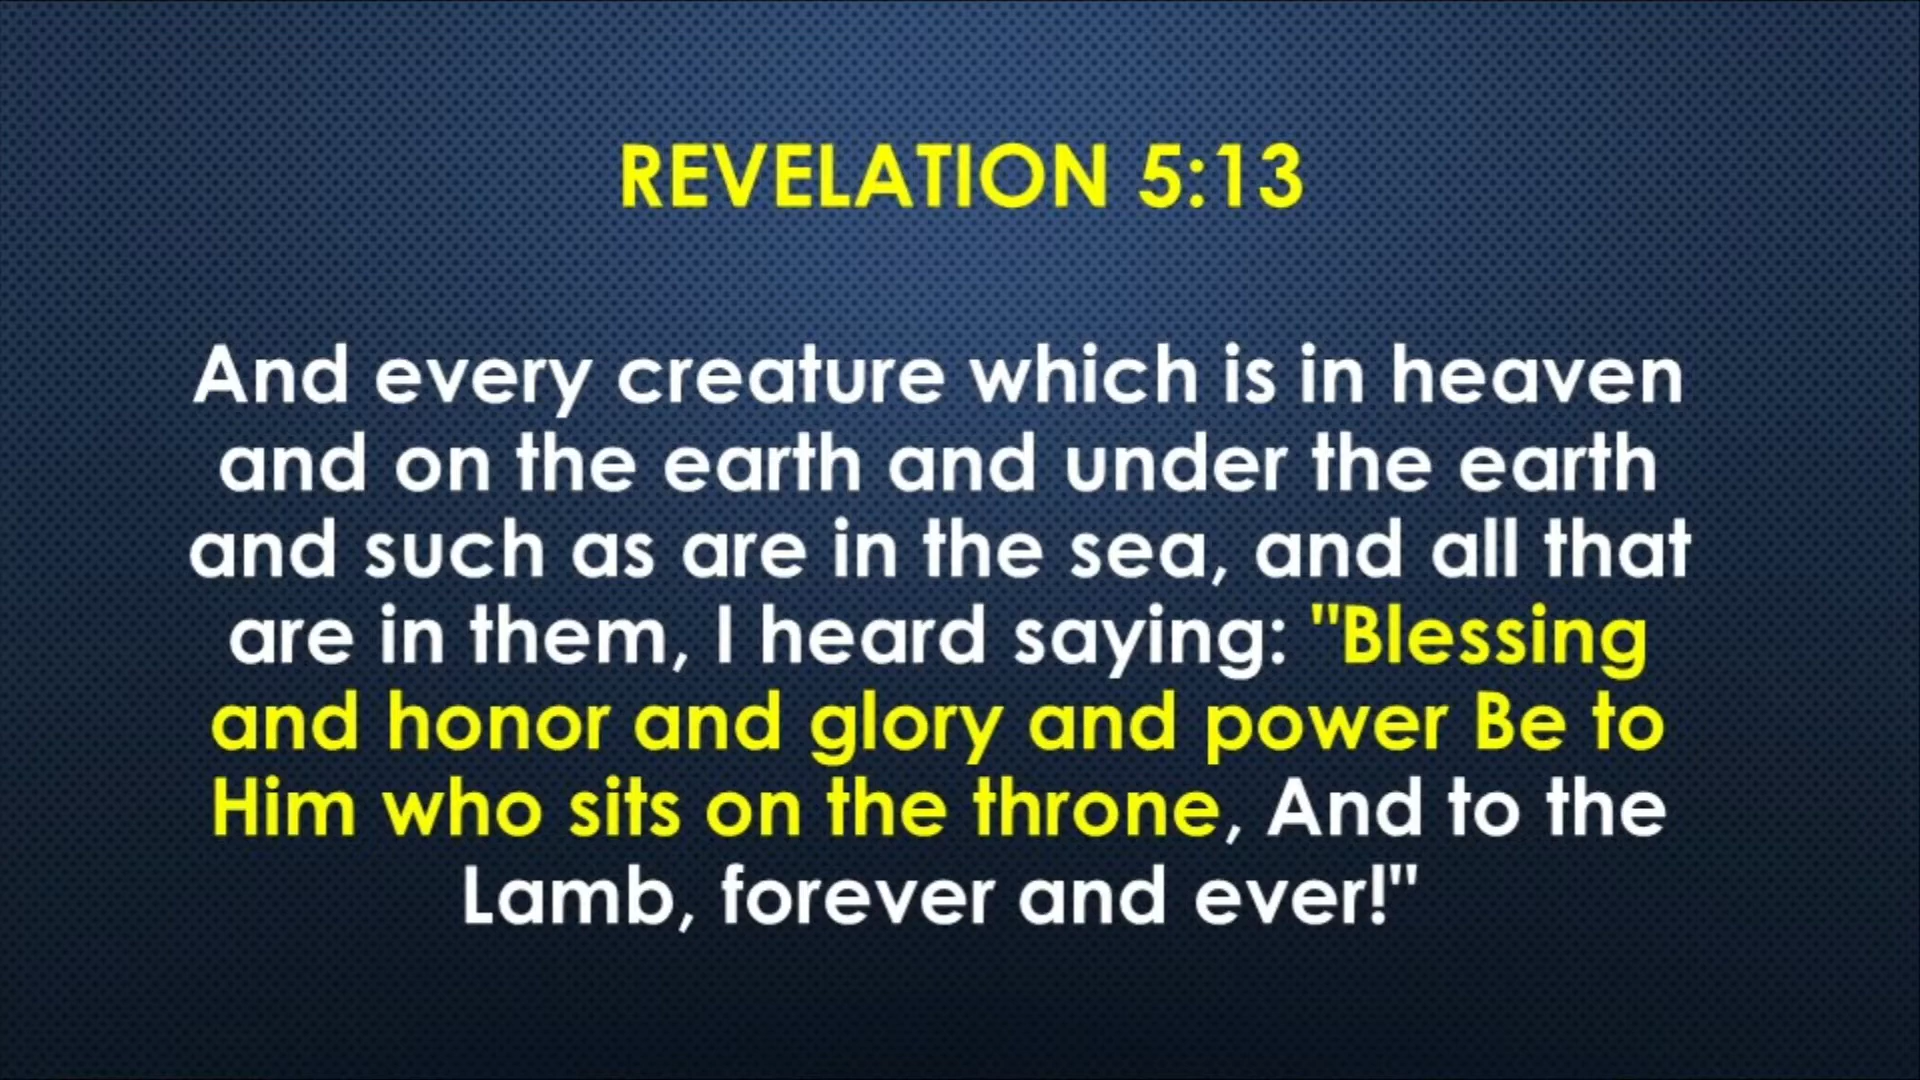 REVELATION 5:13
And every creature which is in heaven
and on the earth and under the earth
and such as are in the sea, and all that
are in them, I heard saying: "Blessing
and honor and glory and power Be to
Him who sits on the throne, And to the
Lamb, forever and ever!"